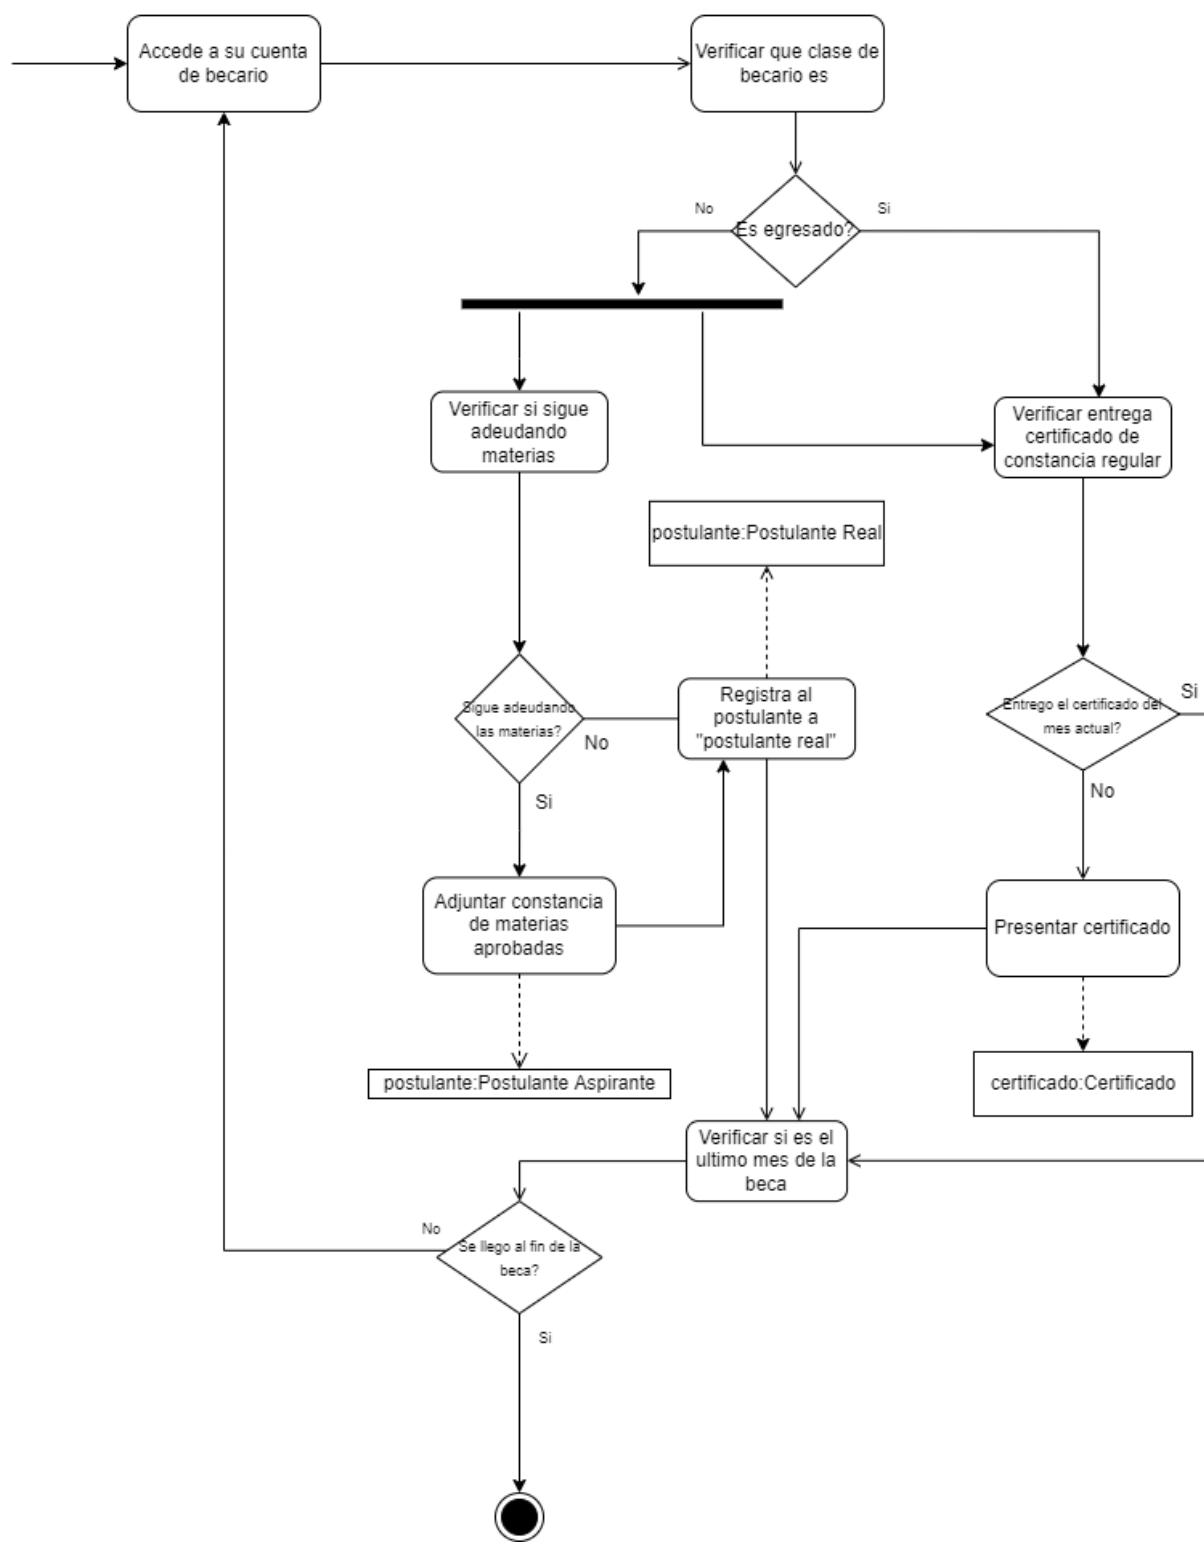 Accede a su cuenta
de becario
Verificar que clase de
becario es
No
Si
Es egresado?
Verificar si sigue
adeudando
materias
Verificar entrega
certificado de
constancia regular
postulante:Postulante Real
Sigue adeudando
las materias?
No
Si
Registra al
postulante a
"postulante real"
Entrego el certificado del
mes actual?
Si
No
Adjuntar constancia
de materias
aprobadas
Presentar certificado
postulante:Postulante Aspirante
certificado:Certificado
Verificar si es el
ultimo mes de la
beca
No
Se llego al fin de la
beca?
Si